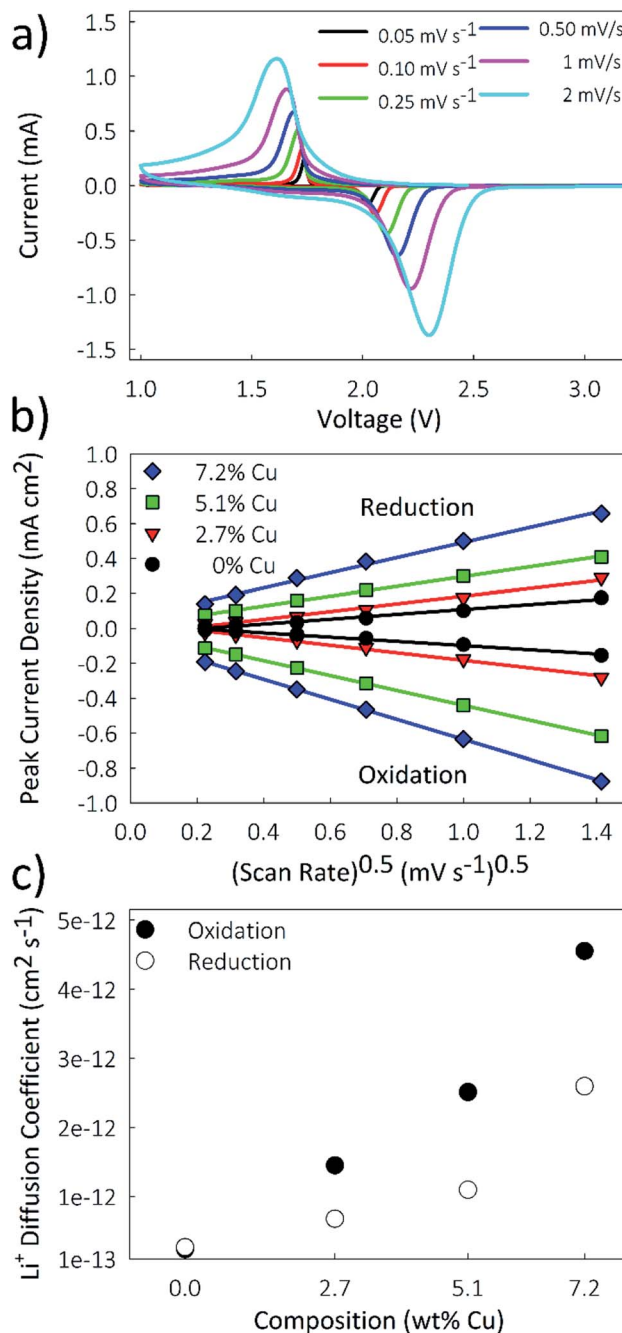 a)
0.05 mV s⁻¹ 0.50 mV/s
0.10 mV s⁻¹ 1 mV/s
0.25 mV s⁻¹ 2 mV/s
1.5
1.0
0.5
0.0
-0.5
-1.0
-1.5
Current (mA)
1.0 1.5 2.0 2.5 3.0
Voltage (V)
b)
7.2% Cu
5.1% Cu
2.7% Cu
0% Cu
Reduction
Oxidation
1.0
0.8
0.6
0.4
0.2
0.0
-0.2
-0.4
-0.6
-0.8
-1.0
Peak Current Density (mA cm²)
0.0 0.2 0.4 0.6 0.8 1.0 1.2 1.4
(Scan Rate)⁰·⁵ (mV s⁻¹)⁰·⁵
c)
Oxidation
Reduction
5e-12
4e-12
3e-12
2e-12
1e-12
1e-13
Li⁺ Diffusion Coefficient (cm² s⁻¹)
0.0 2.7 5.1 7.2
Composition (wt% Cu)